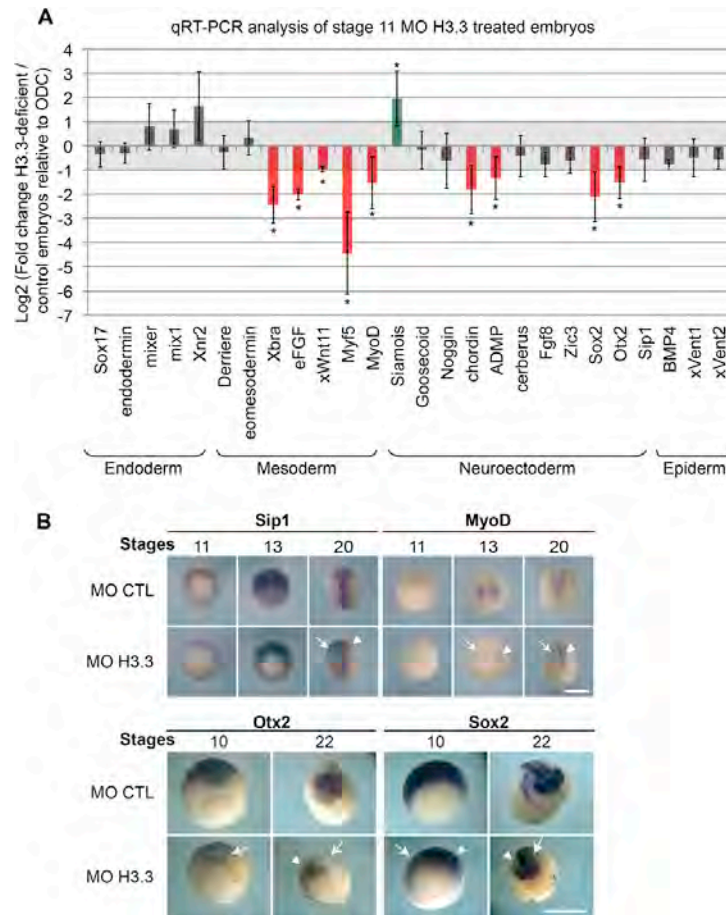 A
qRT-PCR analysis of stage 11 MO H3.3 treated embryos
Log2 (Fold change H3.3-deficient /
control embryos relative to ODC)
4
3
2
1
0
-1
-2
-3
-4
-5
-6
-7
* * * * * * * * * * *
Sox17 endodermin mixer mix1 Xnr2 Derriere eomesodermin Xbra eFGF xWnt11 Myf5 MyoD Siamois Goosecoid Noggin chordin ADMP cerberus Fgf8 Zic3 Sox2 Otx2 Sip1 BMP4 xVent1 xVent2
Endoderm Mesoderm Neuroectoderm Epiderm
B
Sip1 MyoD
Stages 11 13 20 11 13 20
MO CTL
MO H3.3
Otx2 Sox2
Stages 10 22 10 22
MO CTL
MO H3.3